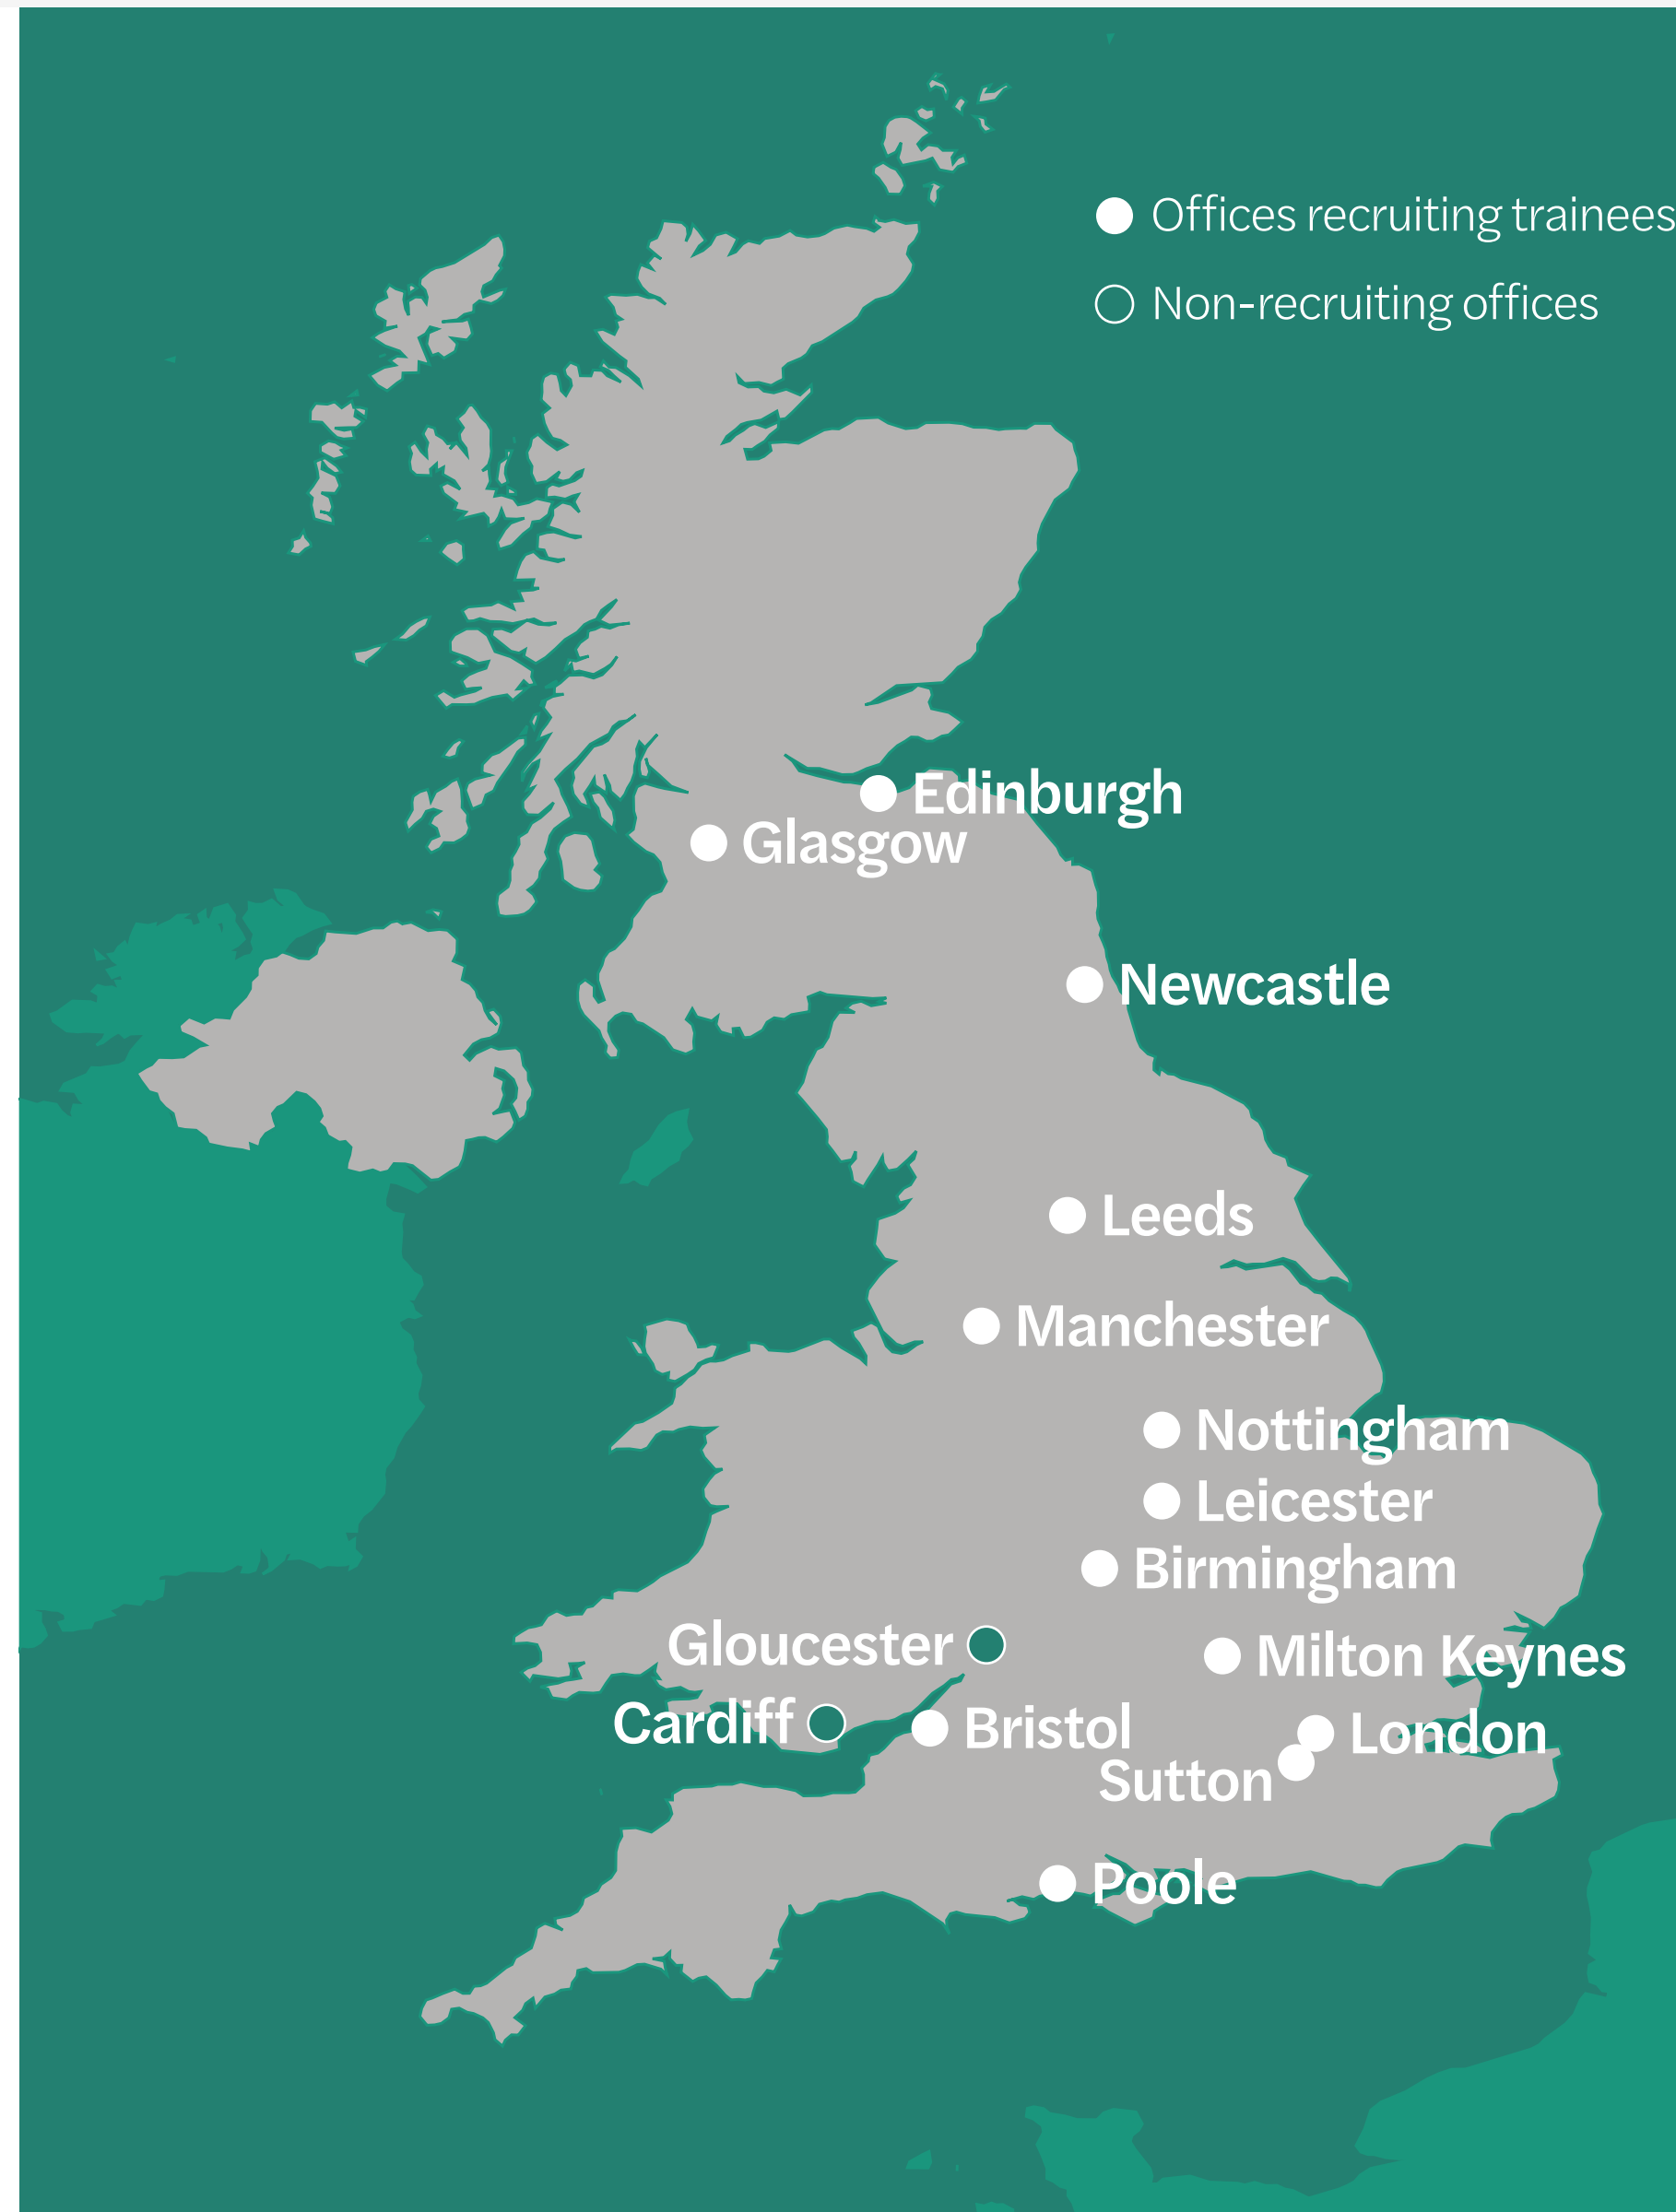 Offices recruiting trainees
Non-recruiting offices
Edinburgh
Glasgow
Newcastle
Leeds
Manchester
Nottingham
Leicester
Birmingham
Gloucester
Milton Keynes
Cardiff
Bristol
London
Sutton
Poole